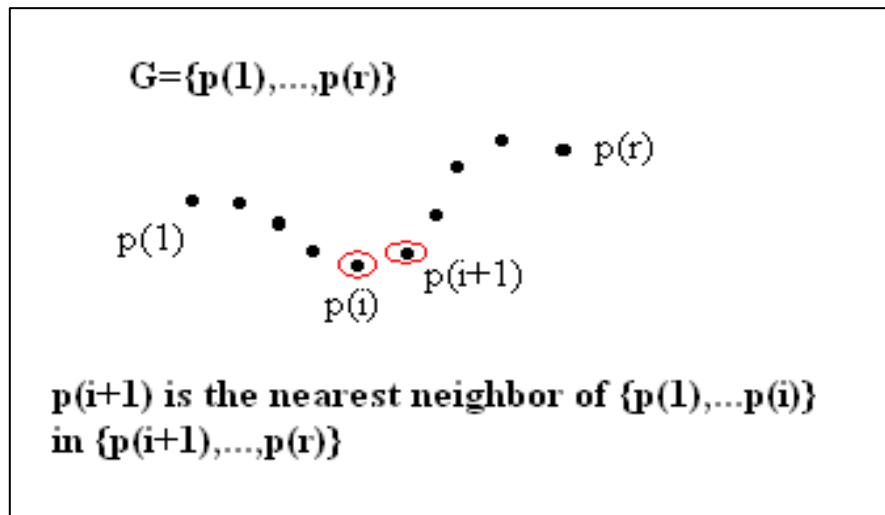 G={p(1),...,p(r)}
p(r)
p(1)
p(i+1)
p(i)
p(i+1) is the nearest neighbor of {p(1),...p(i)}
in {p(i+1),...,p(r)}